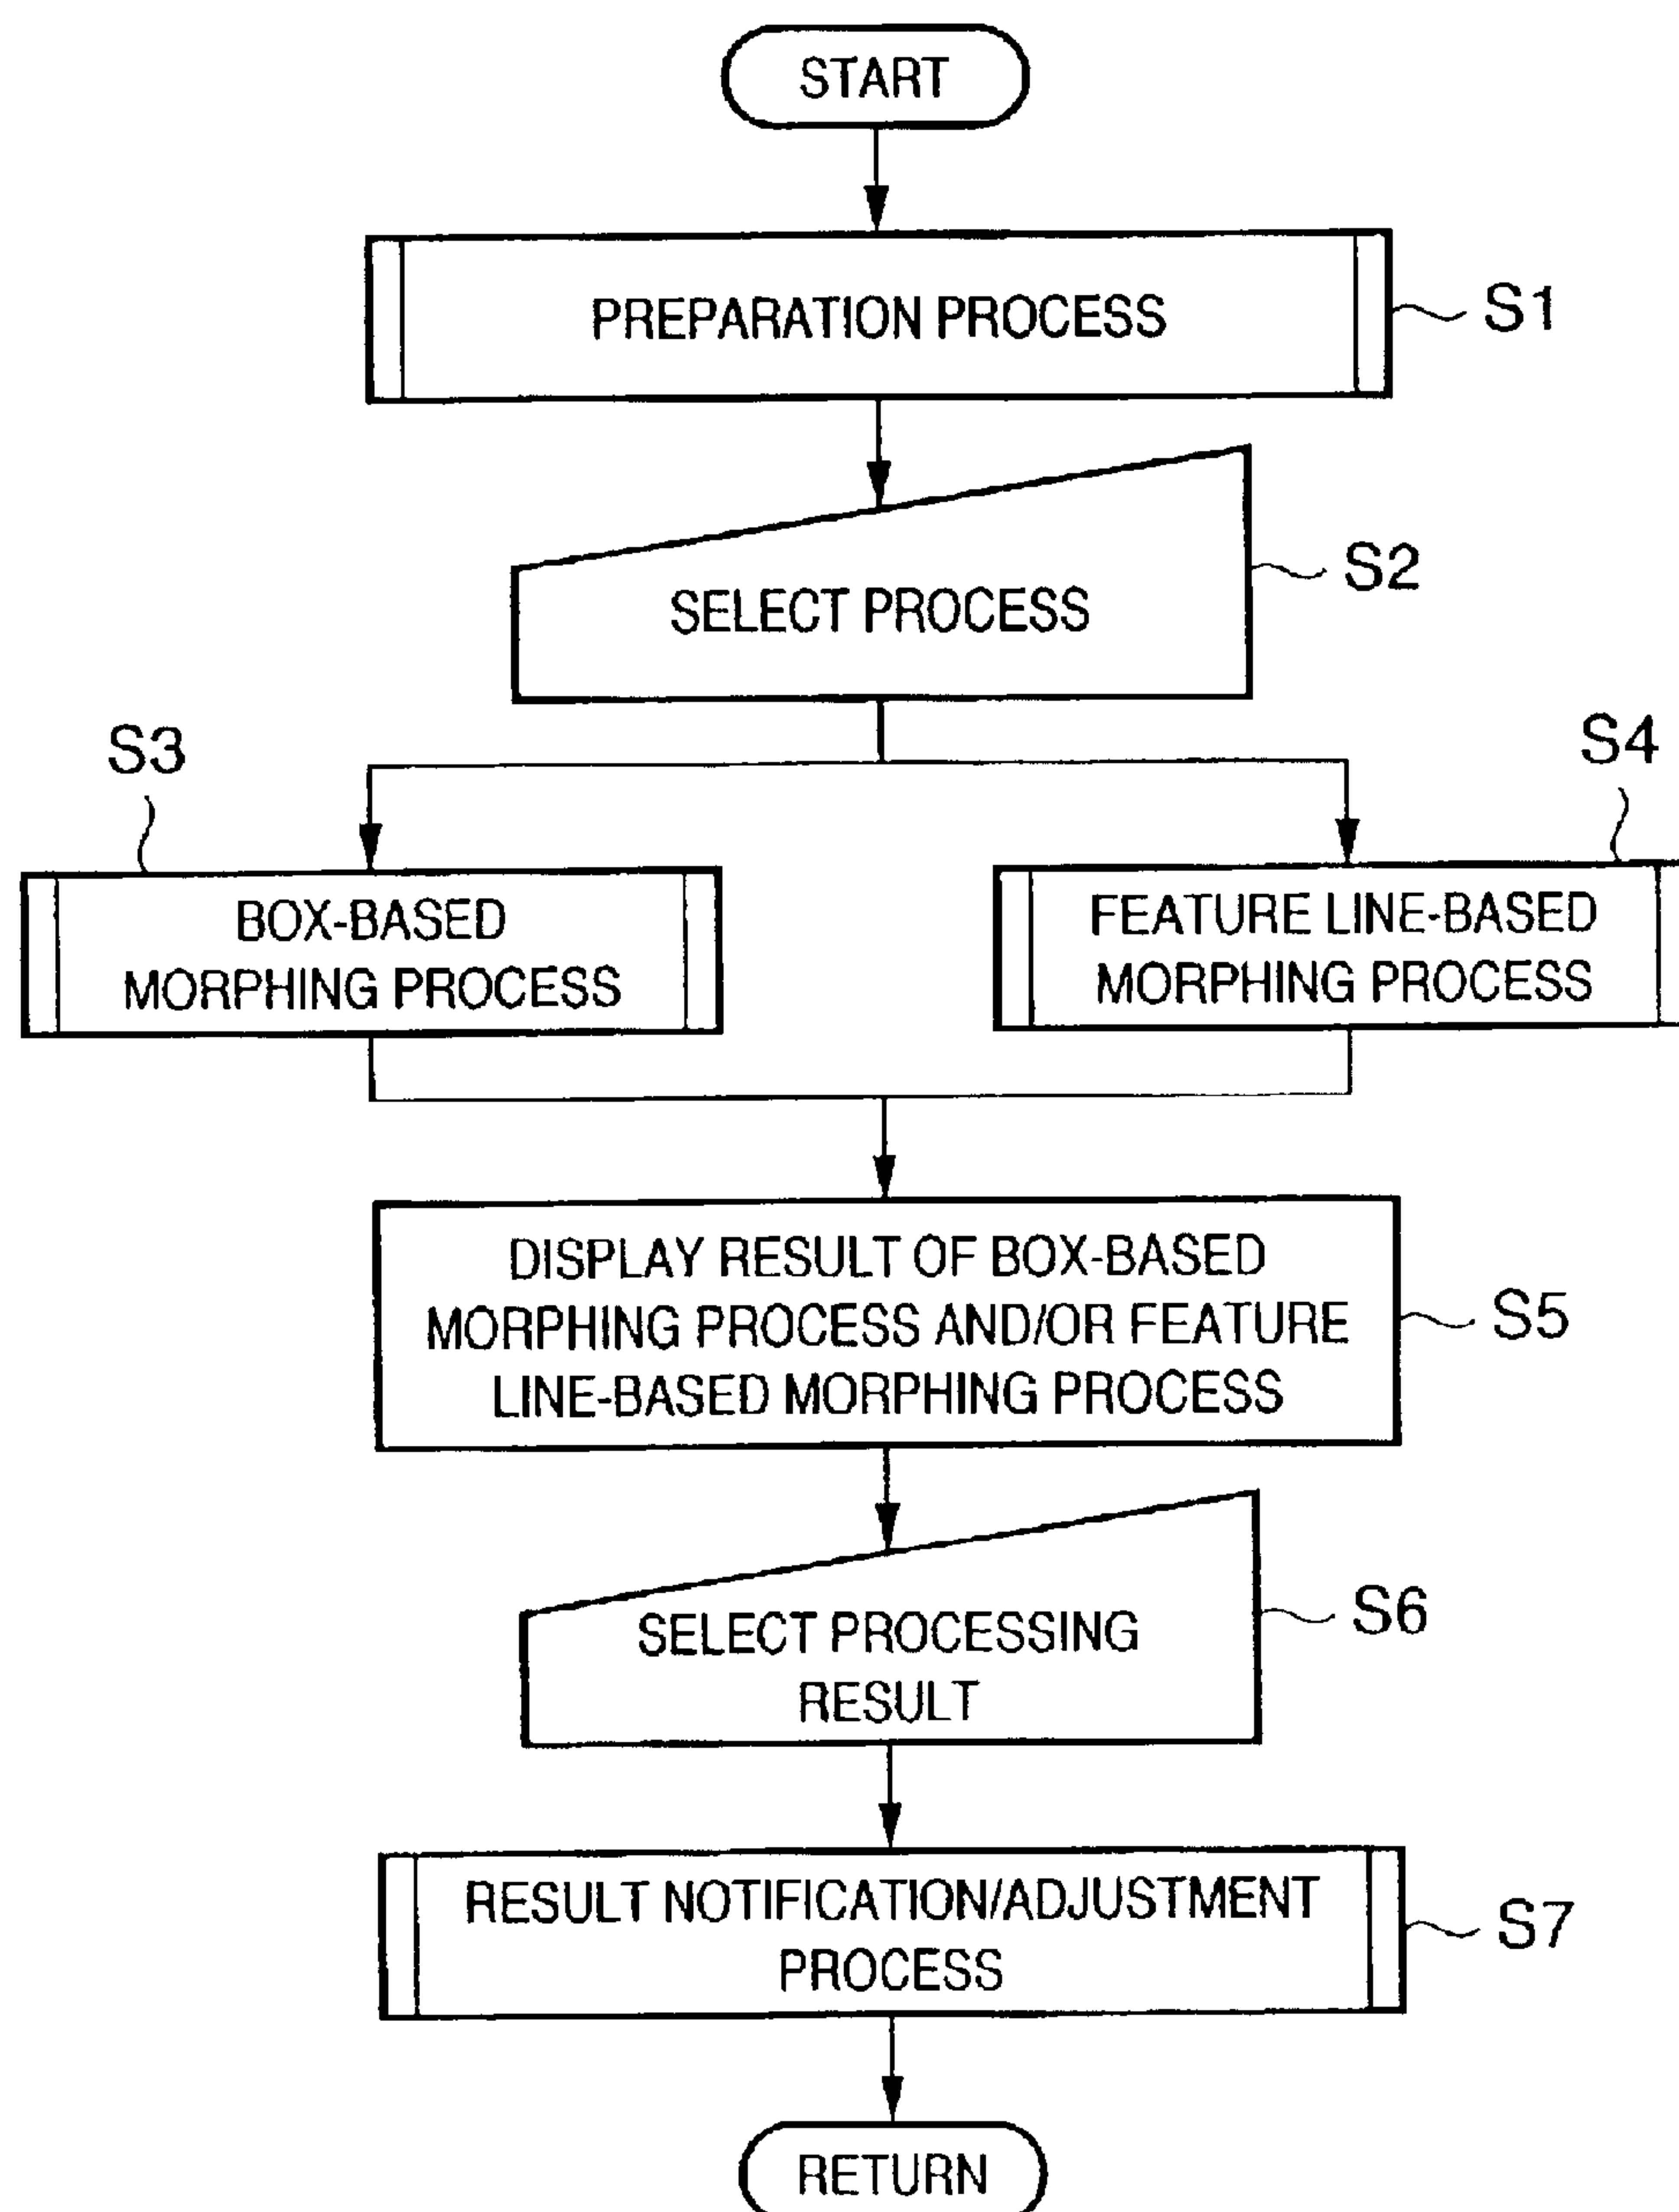 START
PREPARATION PROCESS
S1
S2
SELECT PROCESS
S3
S4
BOX-BASED
MORPHING PROCESS
FEATURE LINE-BASED
MORPHING PROCESS
DISPLAY RESULT OF BOX-BASED
MORPHING PROCESS AND/OR FEATURE
LINE-BASED MORPHING PROCESS
S5
SELECT PROCESSING
RESULT
S6
RESULT NOTIFICATION/ADJUSTMENT
PROCESS
S7
RETURN